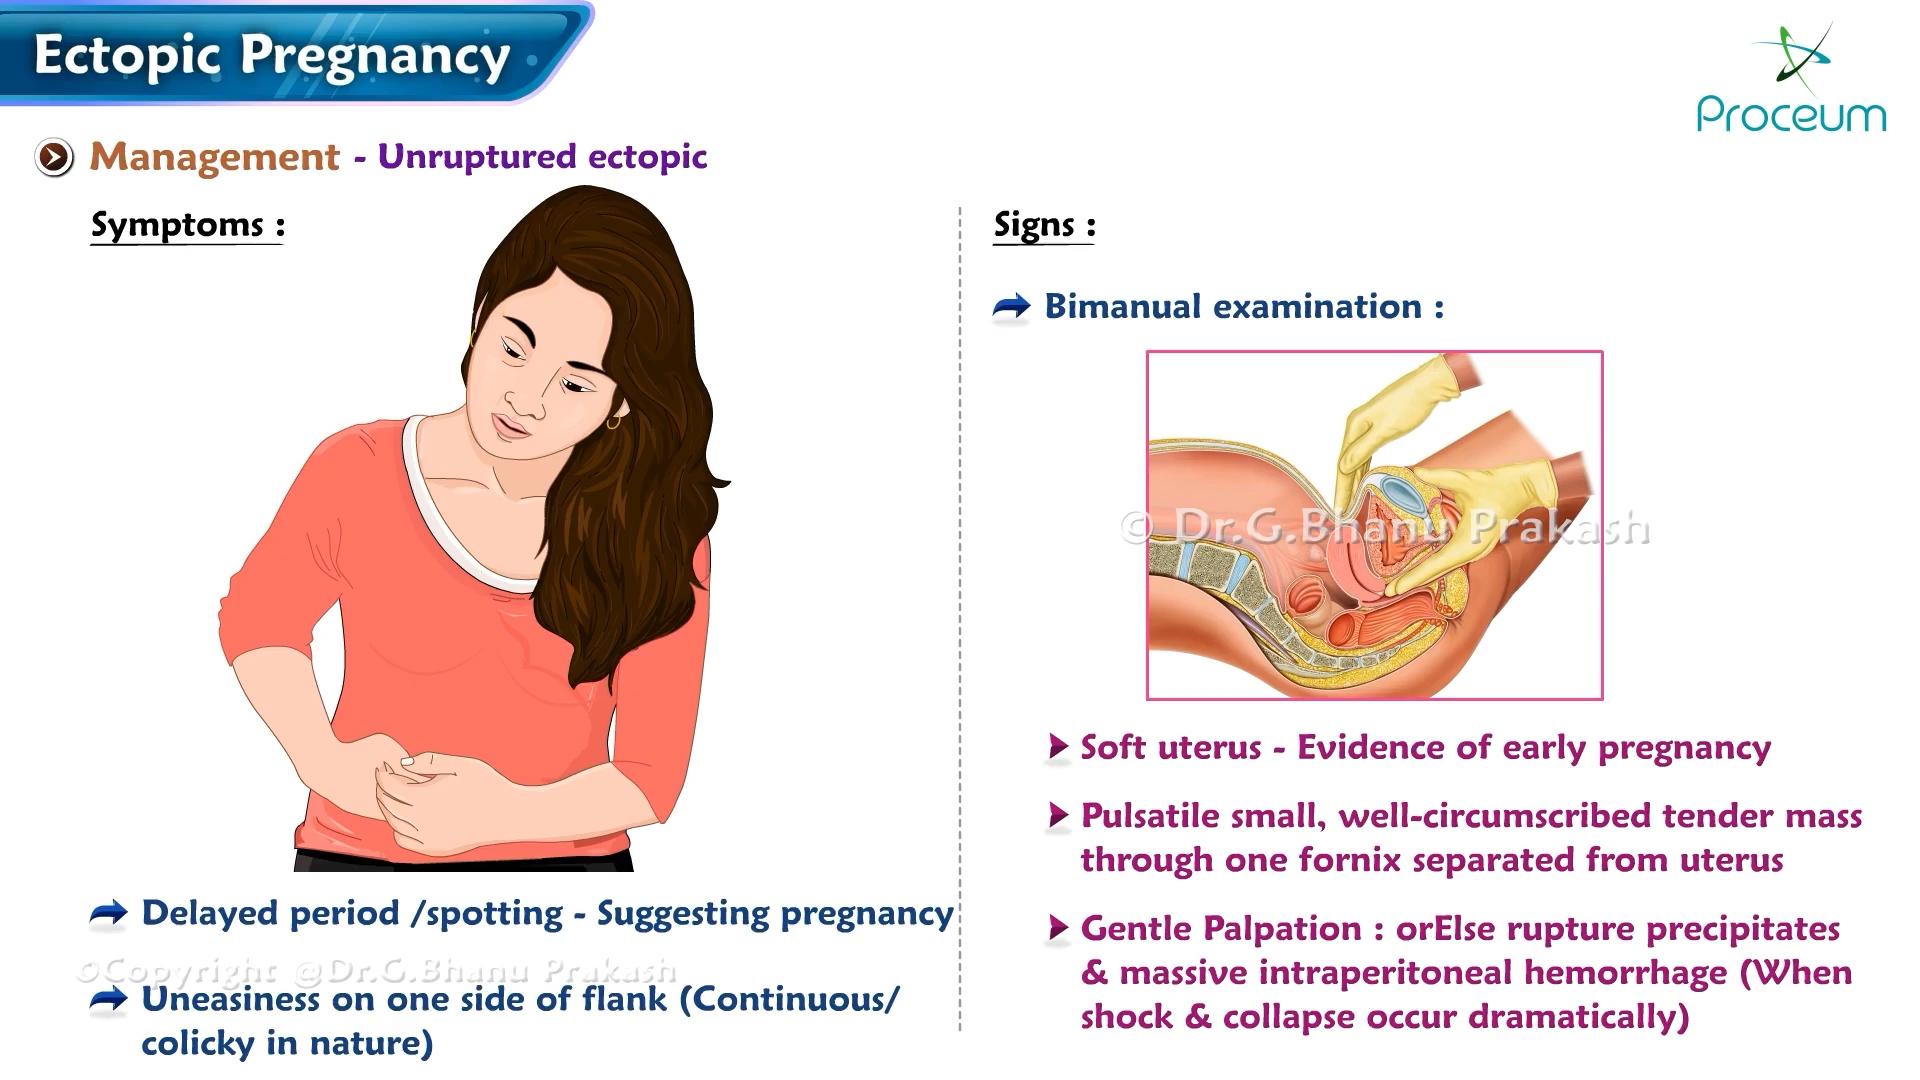 Ectopic Pregnancy
Proceum
Management - Unruptured ectopic
Symptoms :
Delayed period /spotting - Suggesting pregnancy
©Copyright @Dr.G.Bhanu Prakash
Uneasiness on one side of flank (Continuous/
colicky in nature)
Signs :
Bimanual examination :
© Dr.G.Bhanu Prakash
Soft uterus - Evidence of early pregnancy
Pulsatile small, well-circumscribed tender mass
through one fornix separated from uterus
Gentle Palpation : orElse rupture precipitates
& massive intraperitoneal hemorrhage (When
shock & collapse occur dramatically)